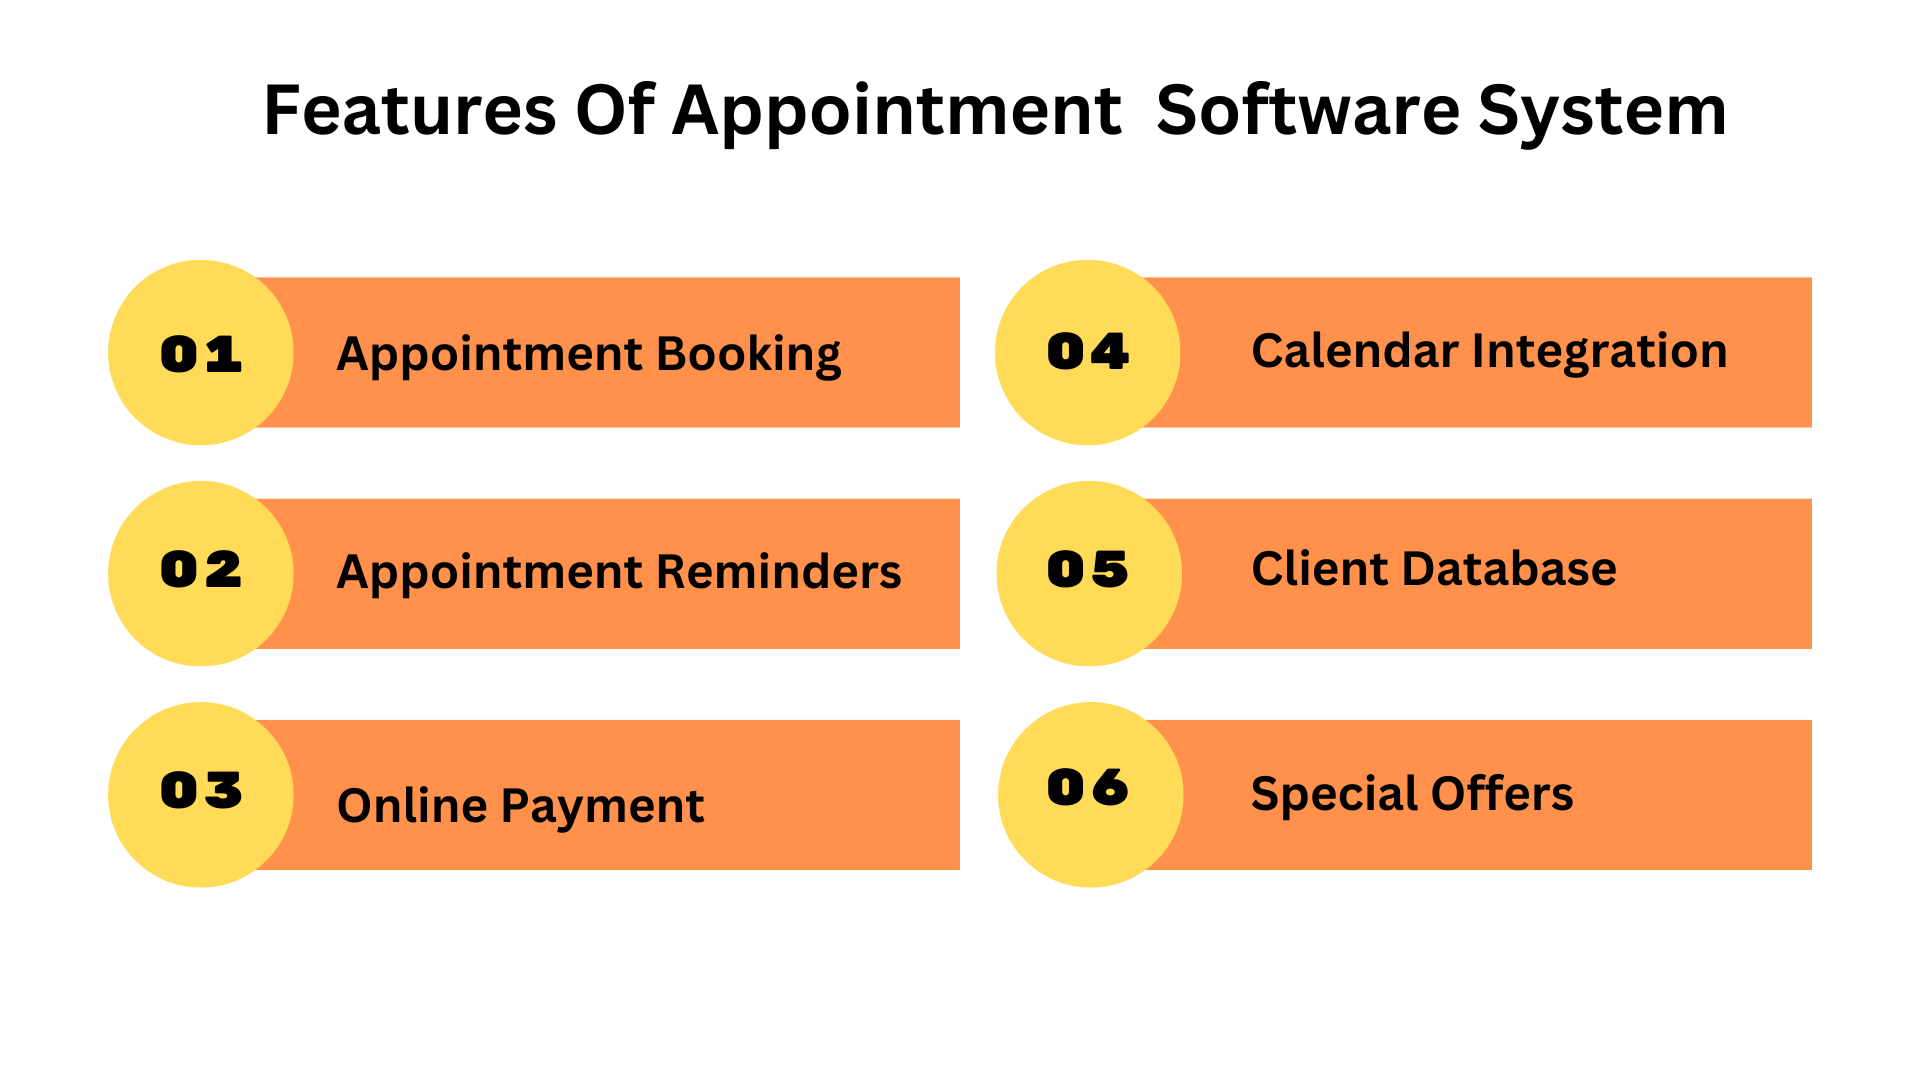 Features Of Appointment  Software System
01
Appointment Booking
02
Appointment Reminders
03
Online Payment
04
Calendar Integration
05
Client Database
06
Special Offers